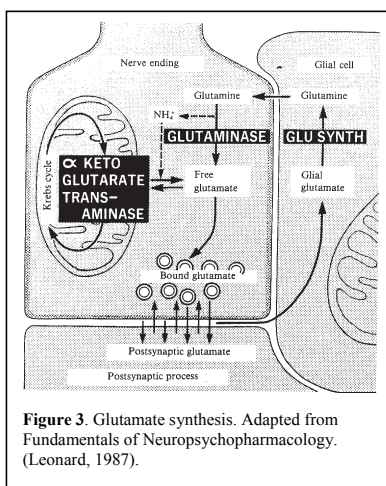 Nerve ending
Glial cell
Glutamine
Glutamine
NH₄⁺
GLUTAMINASE
GLU SYNTH
Krebs cycle
α KETO
GLUTARATE
TRANS-
AMINASE
Free
glutamate
Glial
glutamate
Bound glutamate
Postsynaptic glutamate
Postsynaptic process
Figure 3. Glutamate synthesis. Adapted from
Fundamentals of Neuropsychopharmacology.
(Leonard, 1987).